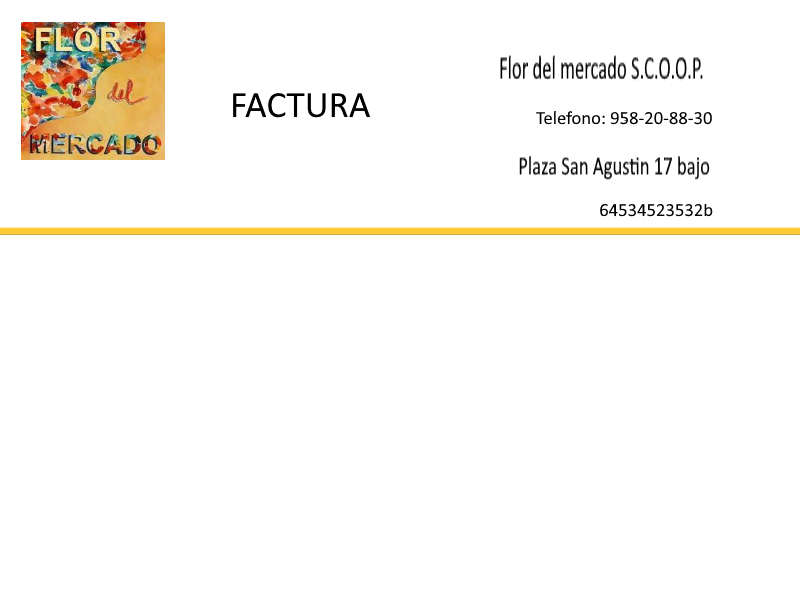 FLOR
del
MERCADO
FACTURA
Flor del mercado S.C.O.O.P.
Telefono: 958-20-88-30
Plaza San Agustin 17 bajo
64534523532b